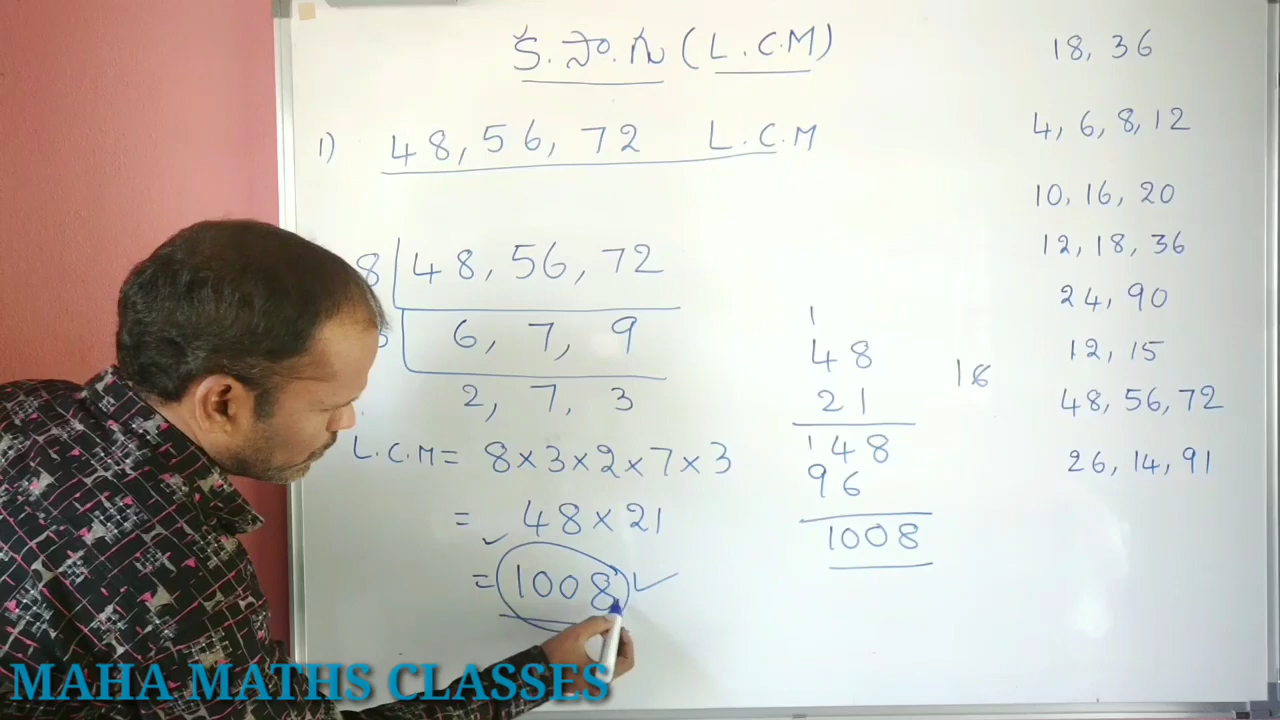 క.సా.గు (L.C.M)
1) 48, 56, 72 L.C.M
8 48, 56, 72
3 6, 7, 9
2, 7, 3
L.C.M = 8×3×2×7×3
= 48×21
= 1008
1
48
21
148
96
1008
18, 36
4, 6, 8, 12
10, 16, 20
12, 18, 36
24, 90
12, 15
48, 56, 72
26, 14, 91
MAHA MATHS CLASSES